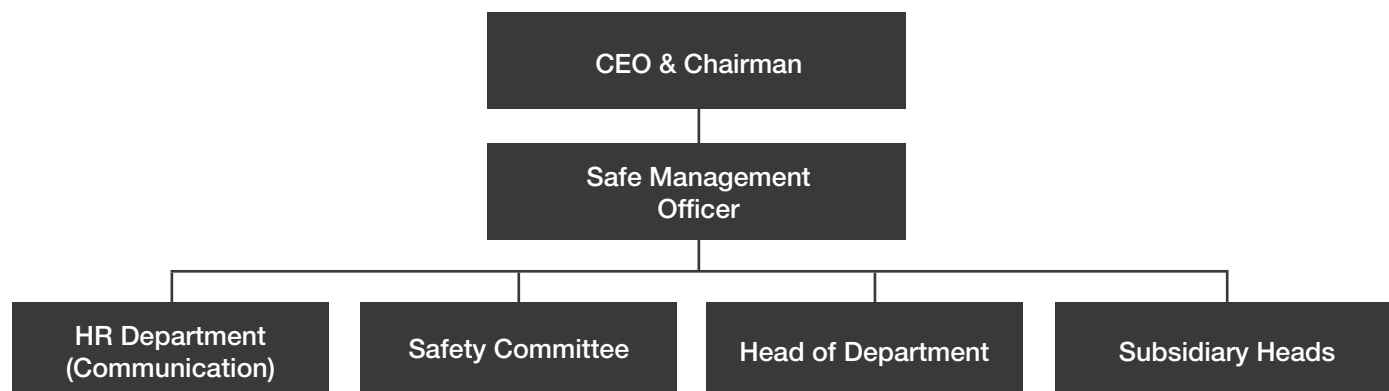 CEO & Chairman
Safe Management
Officer
HR Department
(Communication)
Safety Committee
Head of Department
Subsidiary Heads